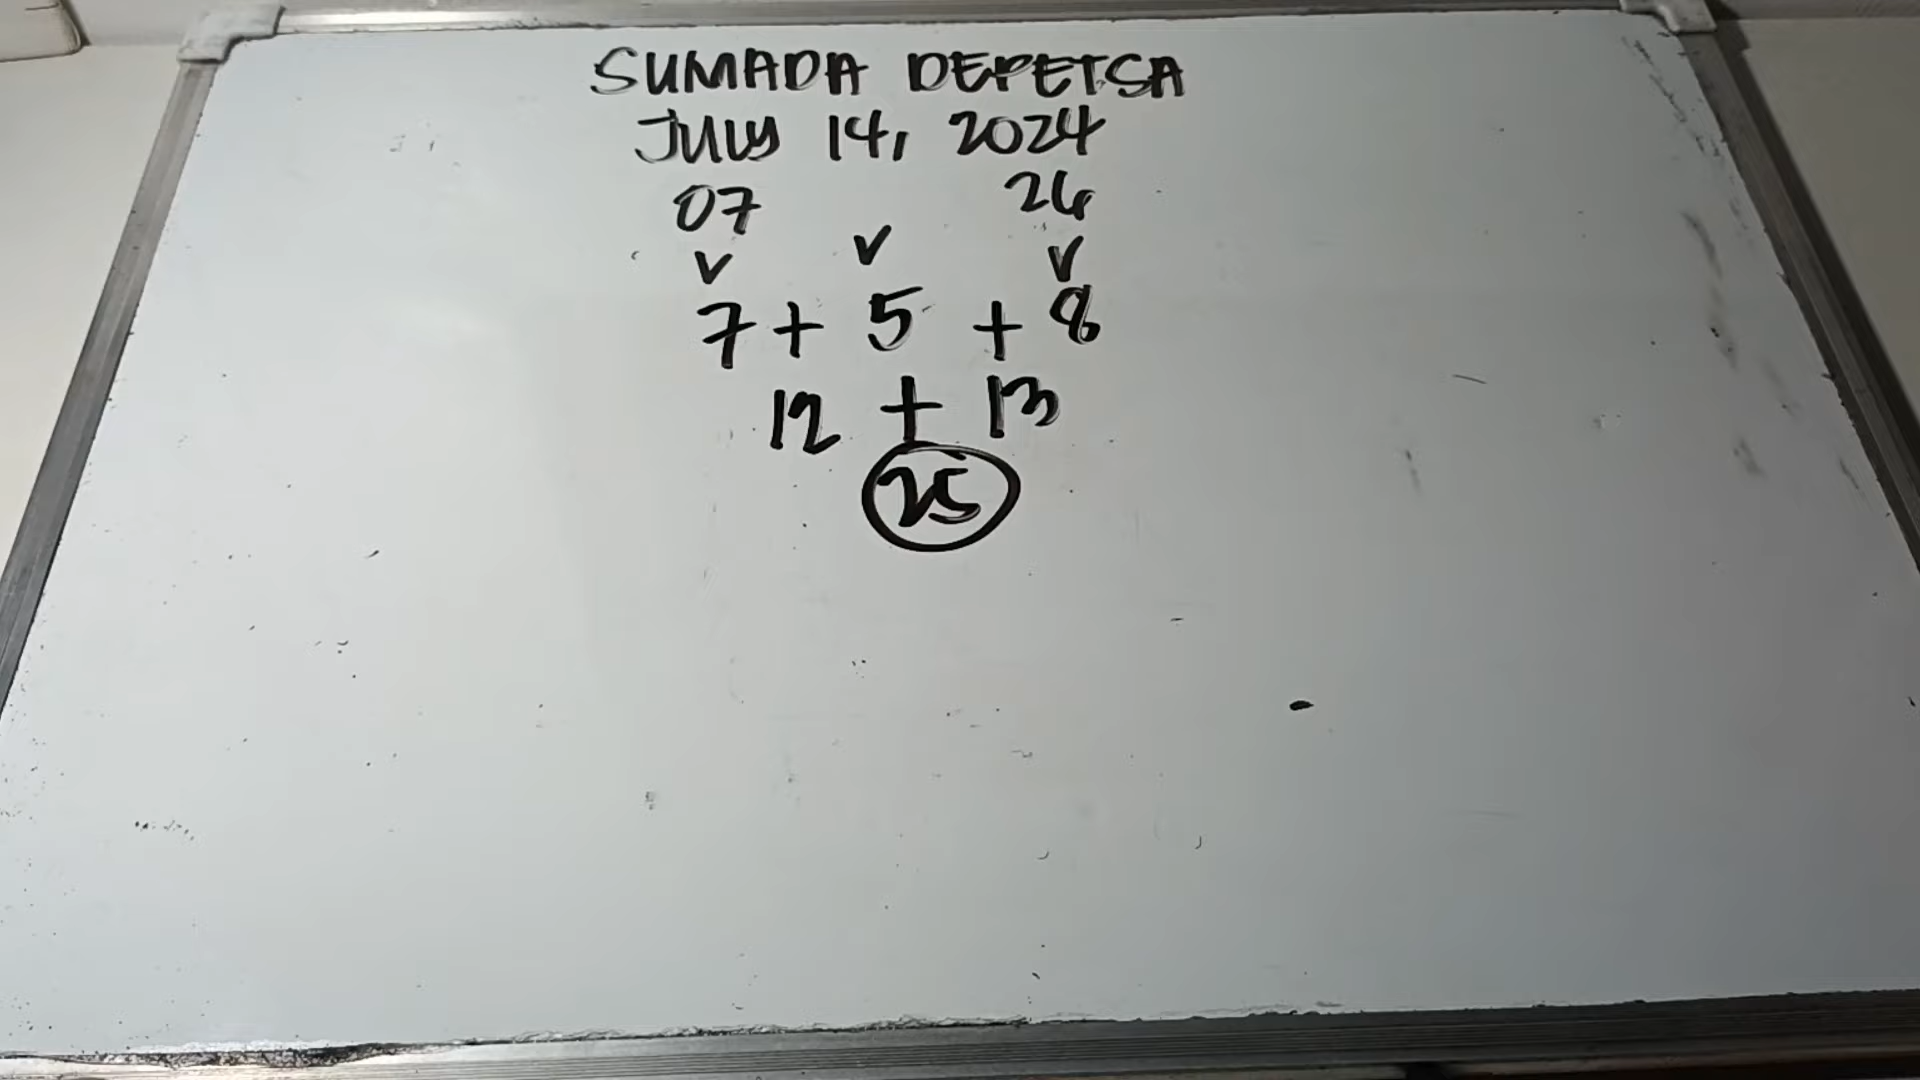 SUMADA DEPETSA
JULY 14, 2024
07 26
v v v
7 + 5 + 8
12 + 13
25